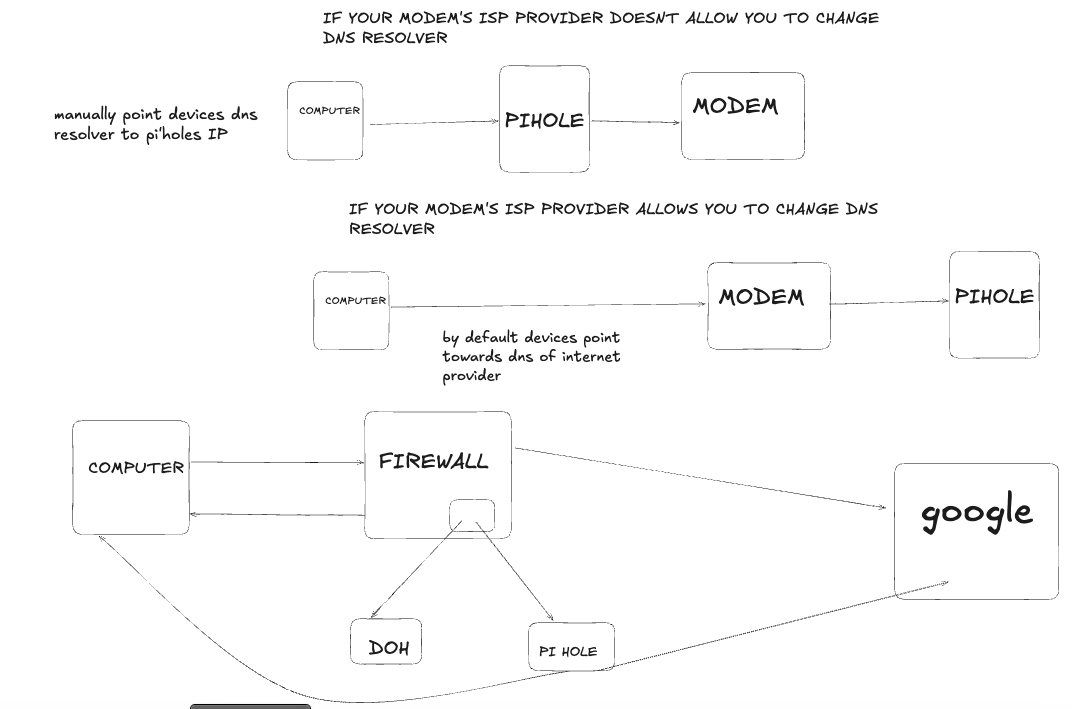 IF YOUR MODEM'S ISP PROVIDER DOESNT ALLOW YOU TO CHANGE
DNS RESOLVER
manually point devices dns
resolver to pi'holes IP
COMPUTER
PIHOLE
MODEM
IF YOUR MODEM'S ISP PROVIDER ALLOWS YOU TO CHANGE DNS
RESOLVER
COMPUTER
MODEM
PIHOLE
by default devices point
towards dns of internet
provider
COMPUTER
FIREWALL
google
DOH
PI HOLE